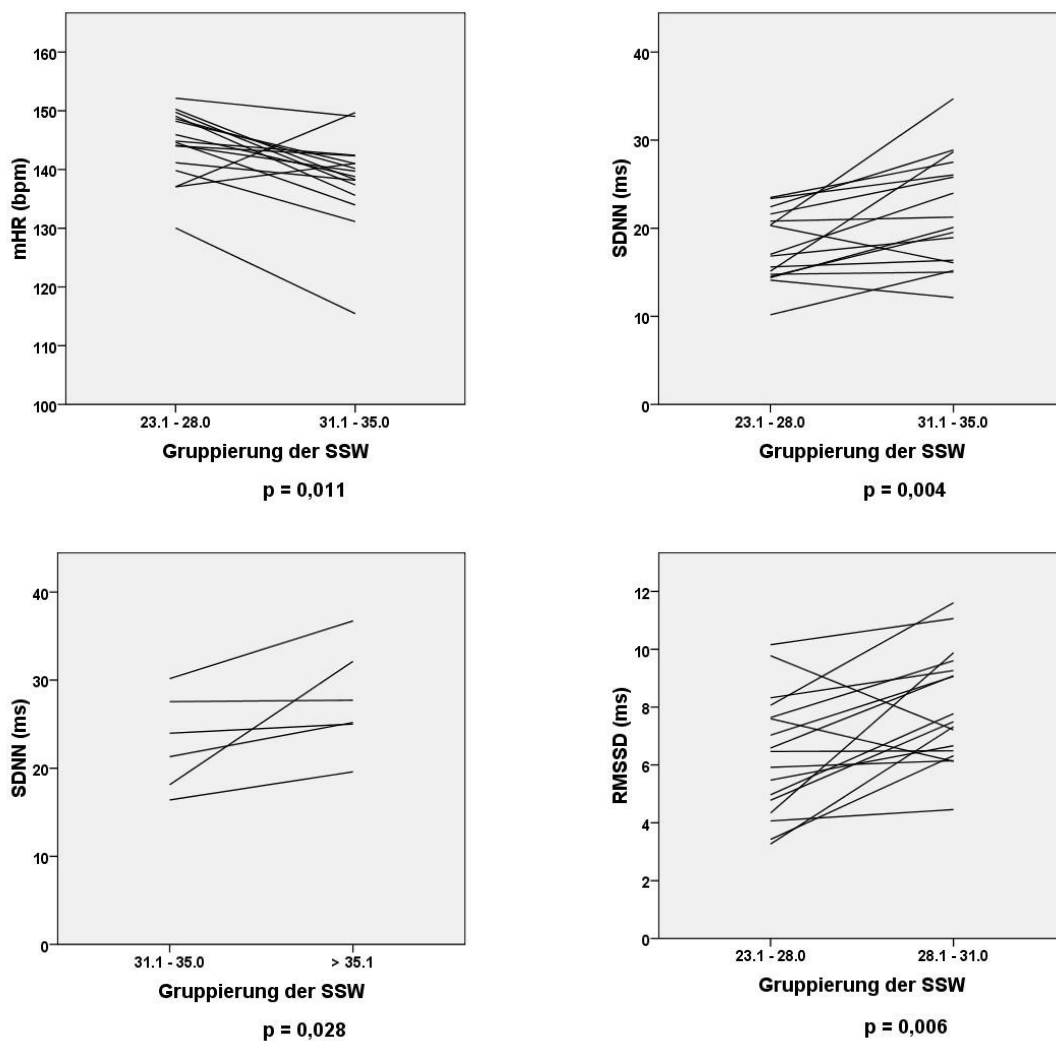 mHR (bpm)
160
150
140
130
120
110
100
23.1 - 28.0
31.1 - 35.0
Gruppierung der SSW
p = 0,011
SDNN (ms)
40
30
20
10
0
23.1 - 28.0
31.1 - 35.0
Gruppierung der SSW
p = 0,004
SDNN (ms)
40
30
20
10
0
31.1 - 35.0
> 35.1
Gruppierung der SSW
p = 0,028
RMSSD (ms)
12
10
8
6
4
2
0
23.1 - 28.0
28.1 - 31.0
Gruppierung der SSW
p = 0,006